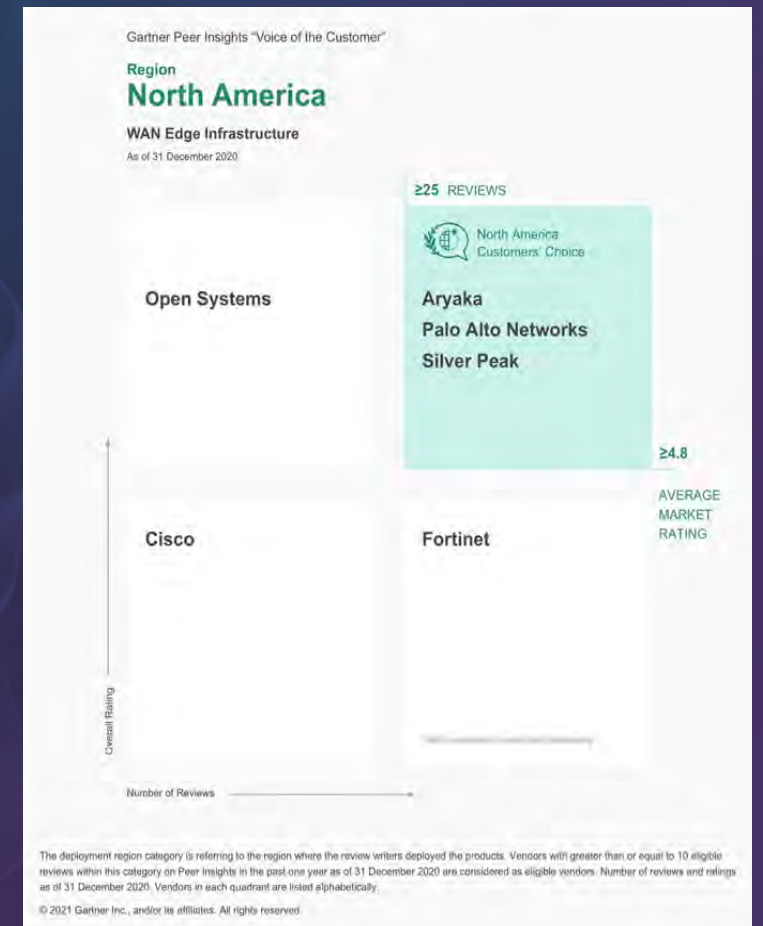 Gartner Peer Insights "Voice of the Customer"
Region
North America
WAN Edge Infrastructure
As of 31 December 2020
≥25 REVIEWS
North America
Customers' Choice
Open Systems
Aryaka
Palo Alto Networks
Silver Peak
≥4.8
AVERAGE
MARKET
RATING
Cisco
Fortinet
Overall Rating
Number of Reviews
The deployment region category is referring to the region where the review writers deployed the products. Vendors with greater than or equal to 10 eligible
reviews within this category on Peer Insights in the past one year as of 31 December 2020 are considered as eligible vendors. Number of reviews and ratings
as of 31 December 2020. Vendors in each quadrant are listed alphabetically.
© 2021 Gartner Inc., and/or its affiliates. All rights reserved.